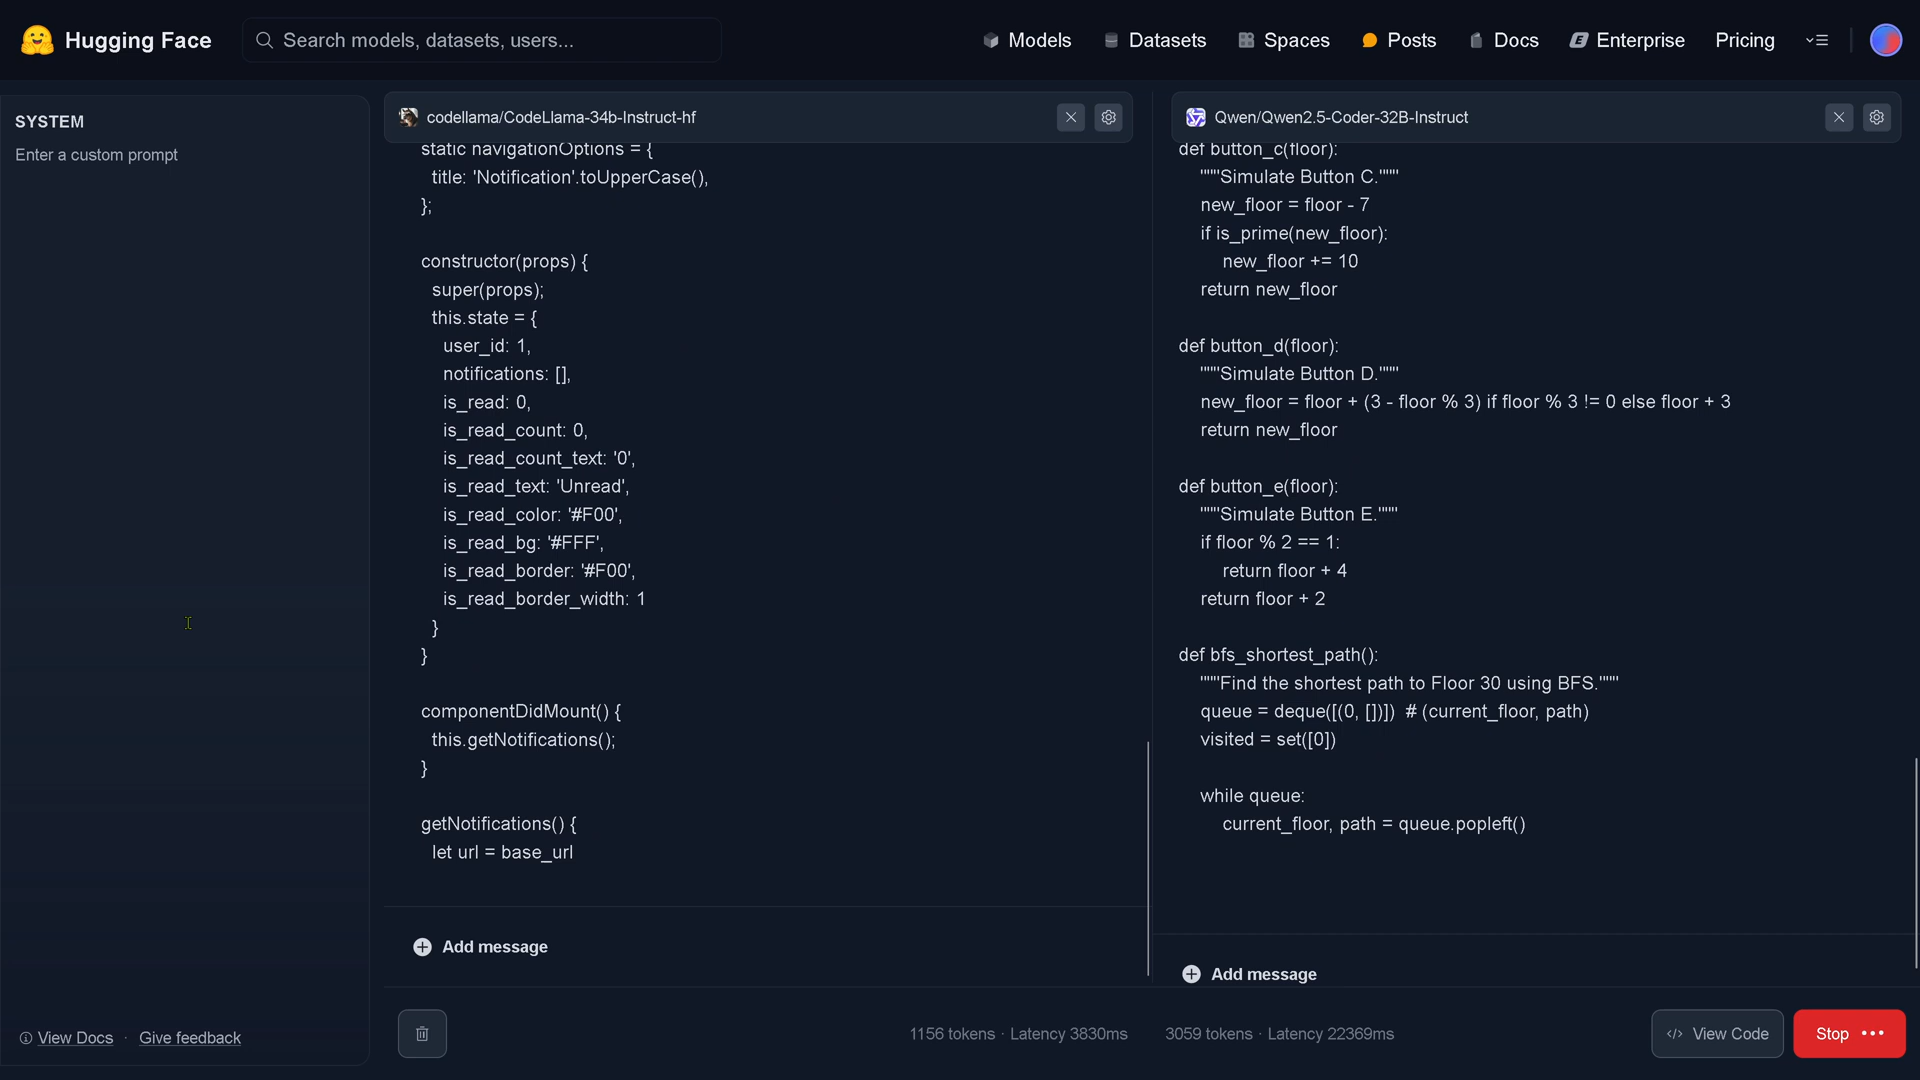 Hugging Face
Search models, datasets, users...
Models
Datasets
Spaces
Posts
Docs
Enterprise
Pricing
SYSTEM
Enter a custom prompt
View Docs · Give feedback
codellama/CodeLlama-34b-Instruct-hf
static navigationOptions = {
title: 'Notification'.toUpperCase(),
};
constructor(props) {
super(props);
this.state = {
user_id: 1,
notifications: [],
is_read: 0,
is_read_count: 0,
is_read_count_text: '0',
is_read_text: 'Unread',
is_read_color: '#F00',
is_read_bg: '#FFF',
is_read_border: '#F00',
is_read_border_width: 1
}
}
componentDidMount() {
this.getNotifications();
}
getNotifications() {
let url = base_url
Add message
Qwen/Qwen2.5-Coder-32B-Instruct
def button_c(floor):
"""Simulate Button C."""
new_floor = floor - 7
if is_prime(new_floor):
new_floor += 10
return new_floor
def button_d(floor):
"""Simulate Button D."""
new_floor = floor + (3 - floor % 3) if floor % 3 != 0 else floor + 3
return new_floor
def button_e(floor):
"""Simulate Button E."""
if floor % 2 == 1:
return floor + 4
return floor + 2
def bfs_shortest_path():
"""Find the shortest path to Floor 30 using BFS."""
queue = deque([(0, [])]) # (current_floor, path)
visited = set([0])
while queue:
current_floor, path = queue.popleft()
Add message
1156 tokens · Latency 3830ms
3059 tokens · Latency 22369ms
View Code
Stop